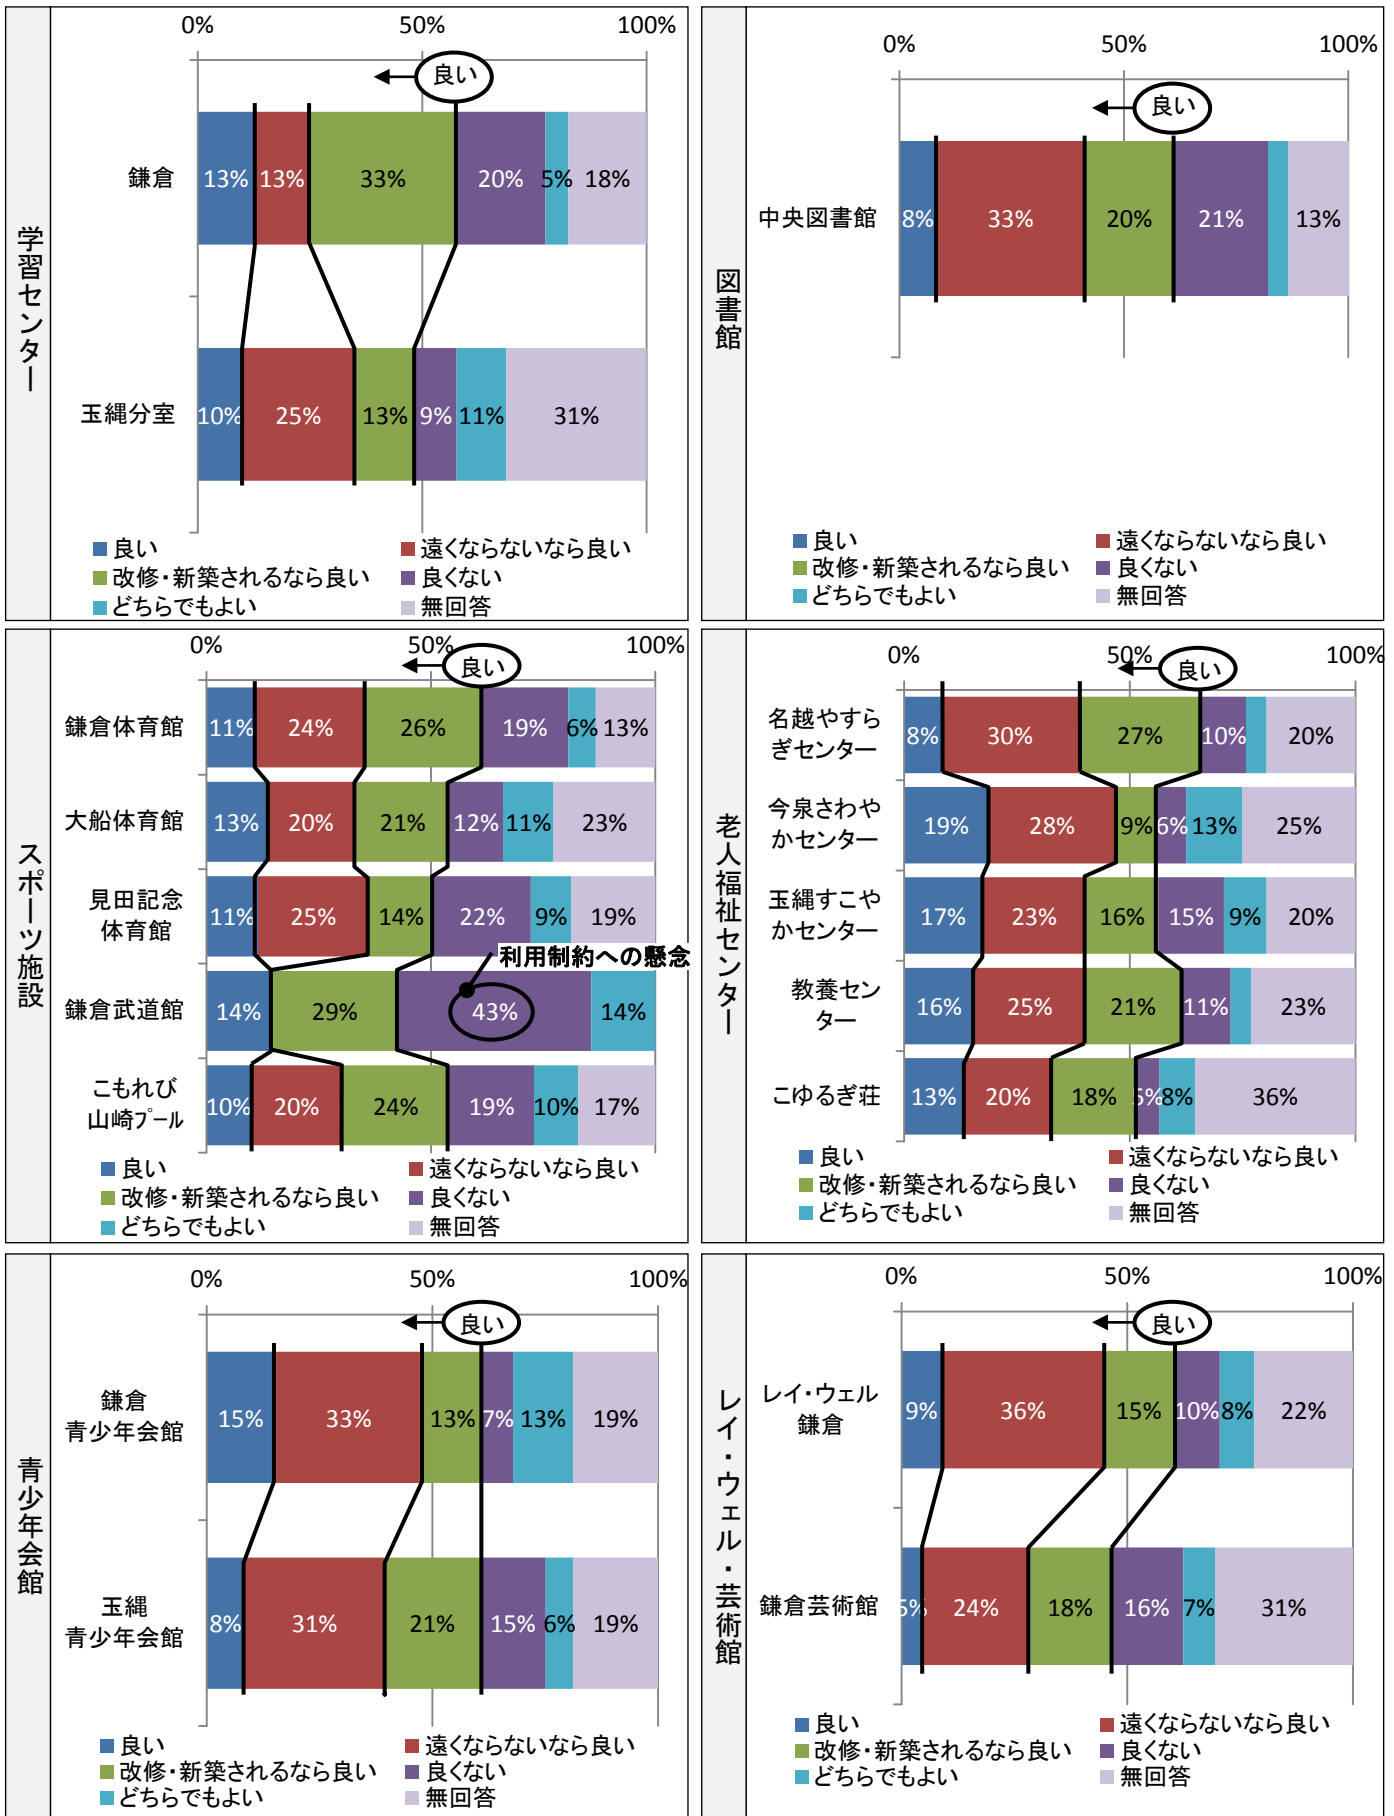 学習センター
0% 50% 100%
良い
鎌倉 13% 13% 33% 20% 5% 18%
玉縄分室 10% 25% 13% 9% 11% 31%
良い 遠くならないなら良い
改修・新築されるなら良い 良くない
どちらでもよい 無回答
図書館
0% 50% 100%
良い
中央図書館 8% 33% 20% 21% 13%
良い 遠くならないなら良い
改修・新築されるなら良い 良くない
どちらでもよい 無回答
スポーツ施設
0% 50% 100%
良い
鎌倉体育館 11% 24% 26% 19% 6% 13%
大船体育館 13% 20% 21% 12% 11% 23%
見田記念
体育館 11% 25% 14% 22% 9% 19%
利用制約への懸念
鎌倉武道館 14% 29% 43% 14%
こもれび
山崎プール 10% 20% 24% 19% 10% 17%
良い 遠くならないなら良い
改修・新築されるなら良い 良くない
どちらでもよい 無回答
老人福祉センター
0% 50% 100%
良い
名越やすら
ぎセンター 8% 30% 27% 10% 20%
今泉さわや
かセンター 19% 28% 9% 6% 13% 25%
玉縄すこや
かセンター 17% 23% 16% 15% 9% 20%
教養セン
ター 16% 25% 21% 11% 23%
こゆるぎ荘 13% 20% 18% 5% 8% 36%
良い 遠くならないなら良い
改修・新築されるなら良い 良くない
どちらでもよい 無回答
青少年会館
0% 50% 100%
良い
鎌倉
青少年会館 15% 33% 13% 7% 13% 19%
玉縄
青少年会館 8% 31% 21% 15% 6% 19%
良い 遠くならないなら良い
改修・新築されるなら良い 良くない
どちらでもよい 無回答
レイ・ウェル・芸術館
0% 50% 100%
良い
レイ・ウェル
鎌倉 9% 36% 15% 10% 8% 22%
鎌倉芸術館 5% 24% 18% 16% 7% 31%
良い 遠くならないなら良い
改修・新築されるなら良い 良くない
どちらでもよい 無回答